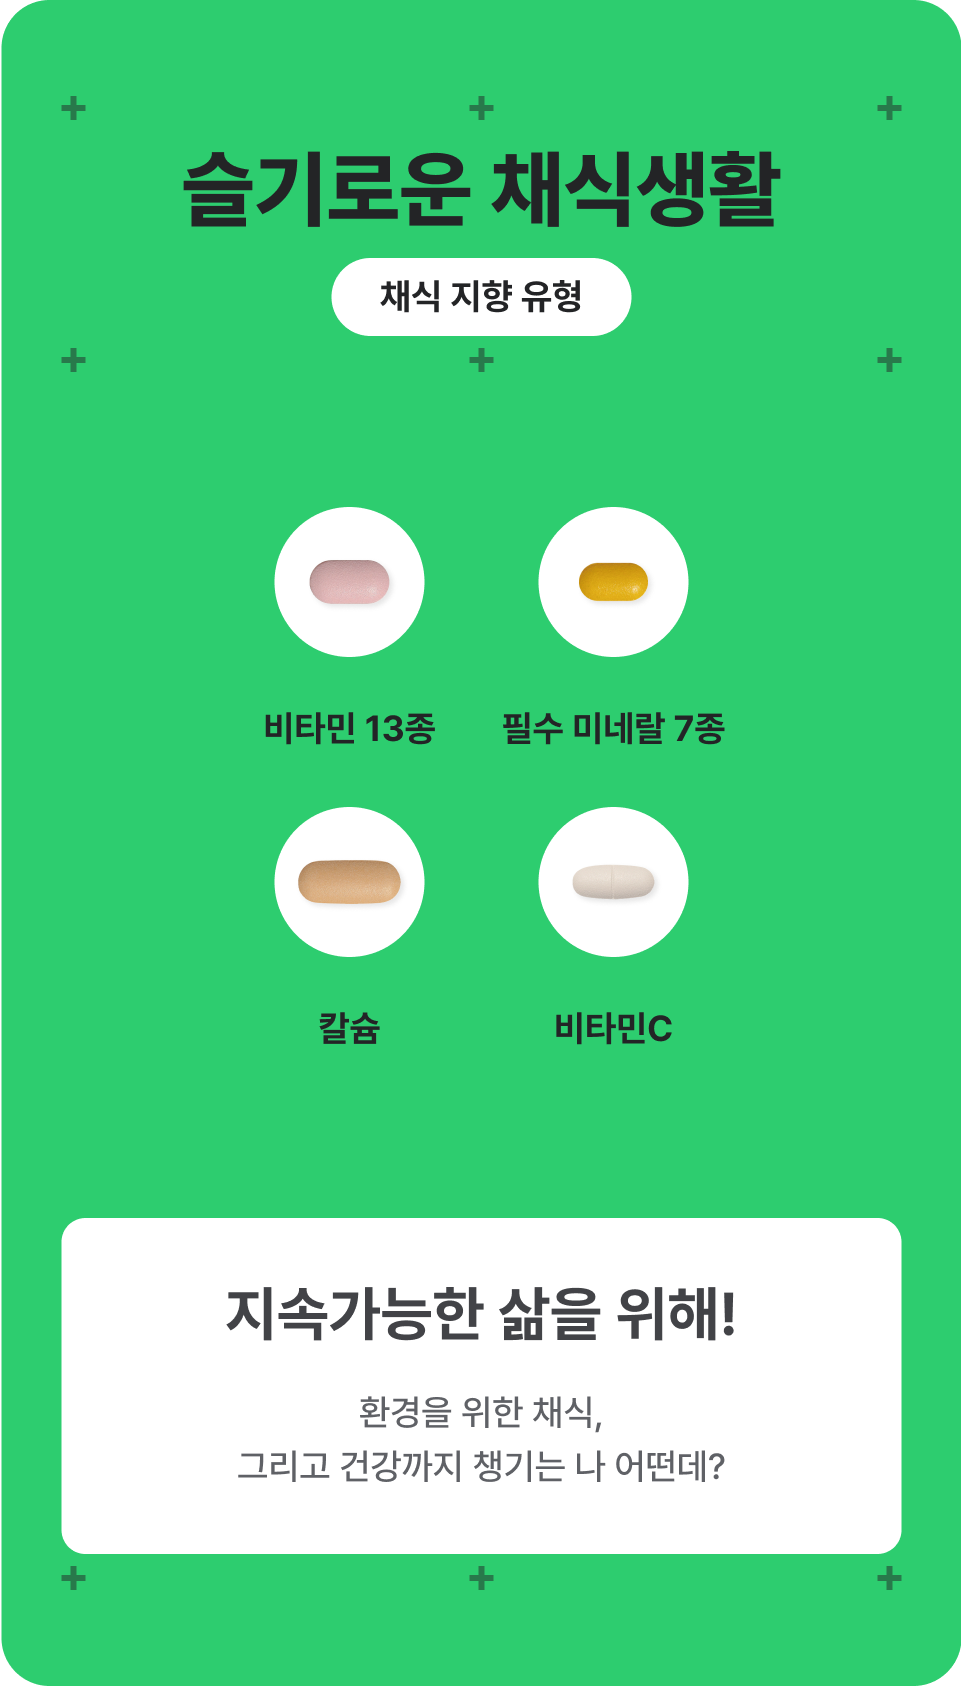 슬기로운 채식생활
채식 지향 유형
비타민 13종
필수 미네랄 7종
칼슘
비타민C
지속가능한 삶을 위해!
환경을 위한 채식,
그리고 건강까지 챙기는 나 어떤데?